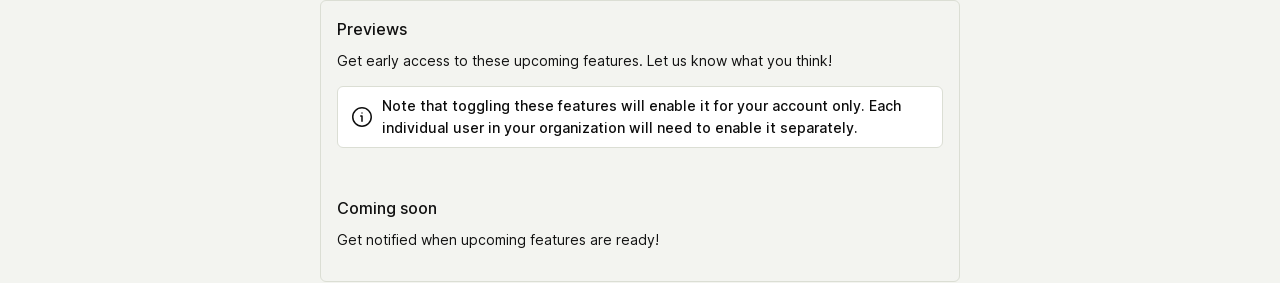 Previews
Get early access to these upcoming features. Let us know what you think!
Note that toggling these features will enable it for your account only. Each
individual user in your organization will need to enable it separately.
Coming soon
Get notified when upcoming features are ready!